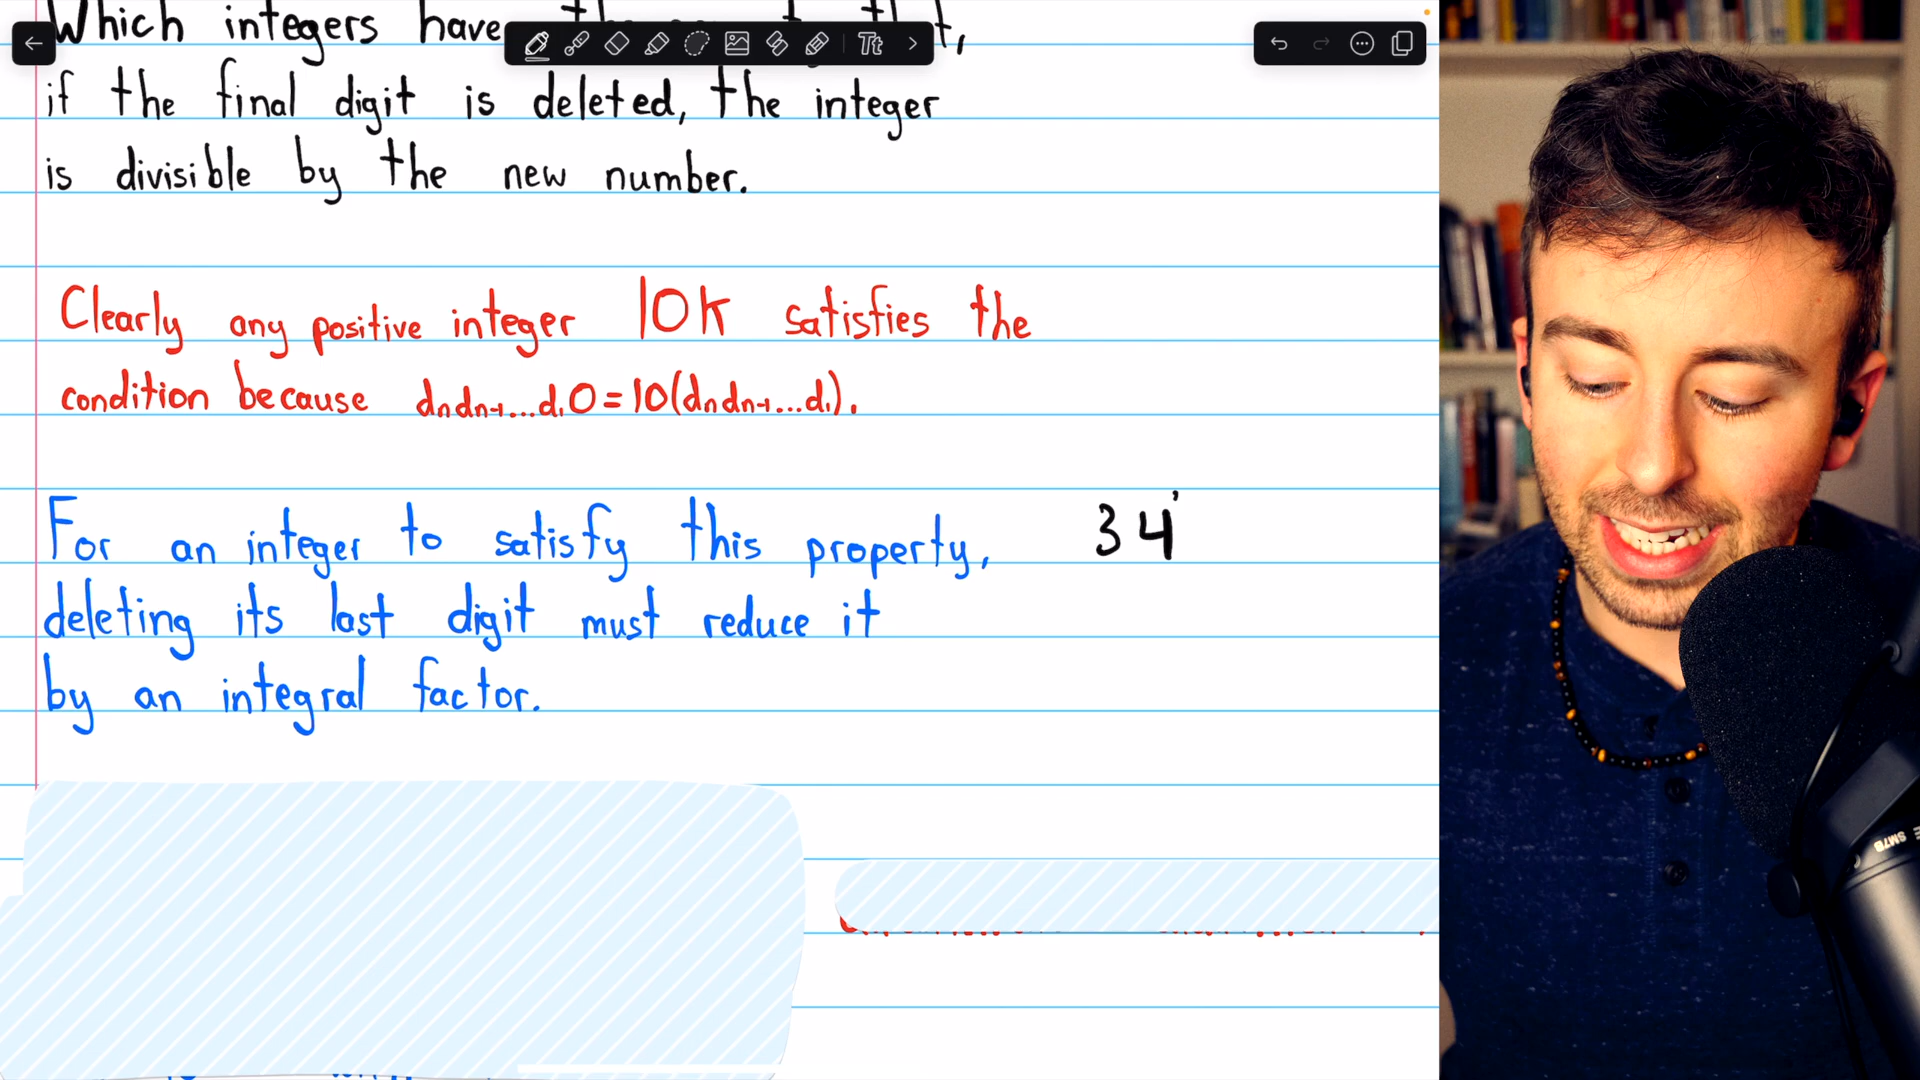 Which integers have
if the final digit is deleted, the integer
is divisible by the new number.
Clearly any positive integer 10k satisfies the
condition because dₙdₙ₋₁...d₁0=10(dₙdₙ₋₁...d₁).
For an integer to satisfy this property,
34
deleting its last digit must reduce it
by an integral factor.
Tt
SM7B